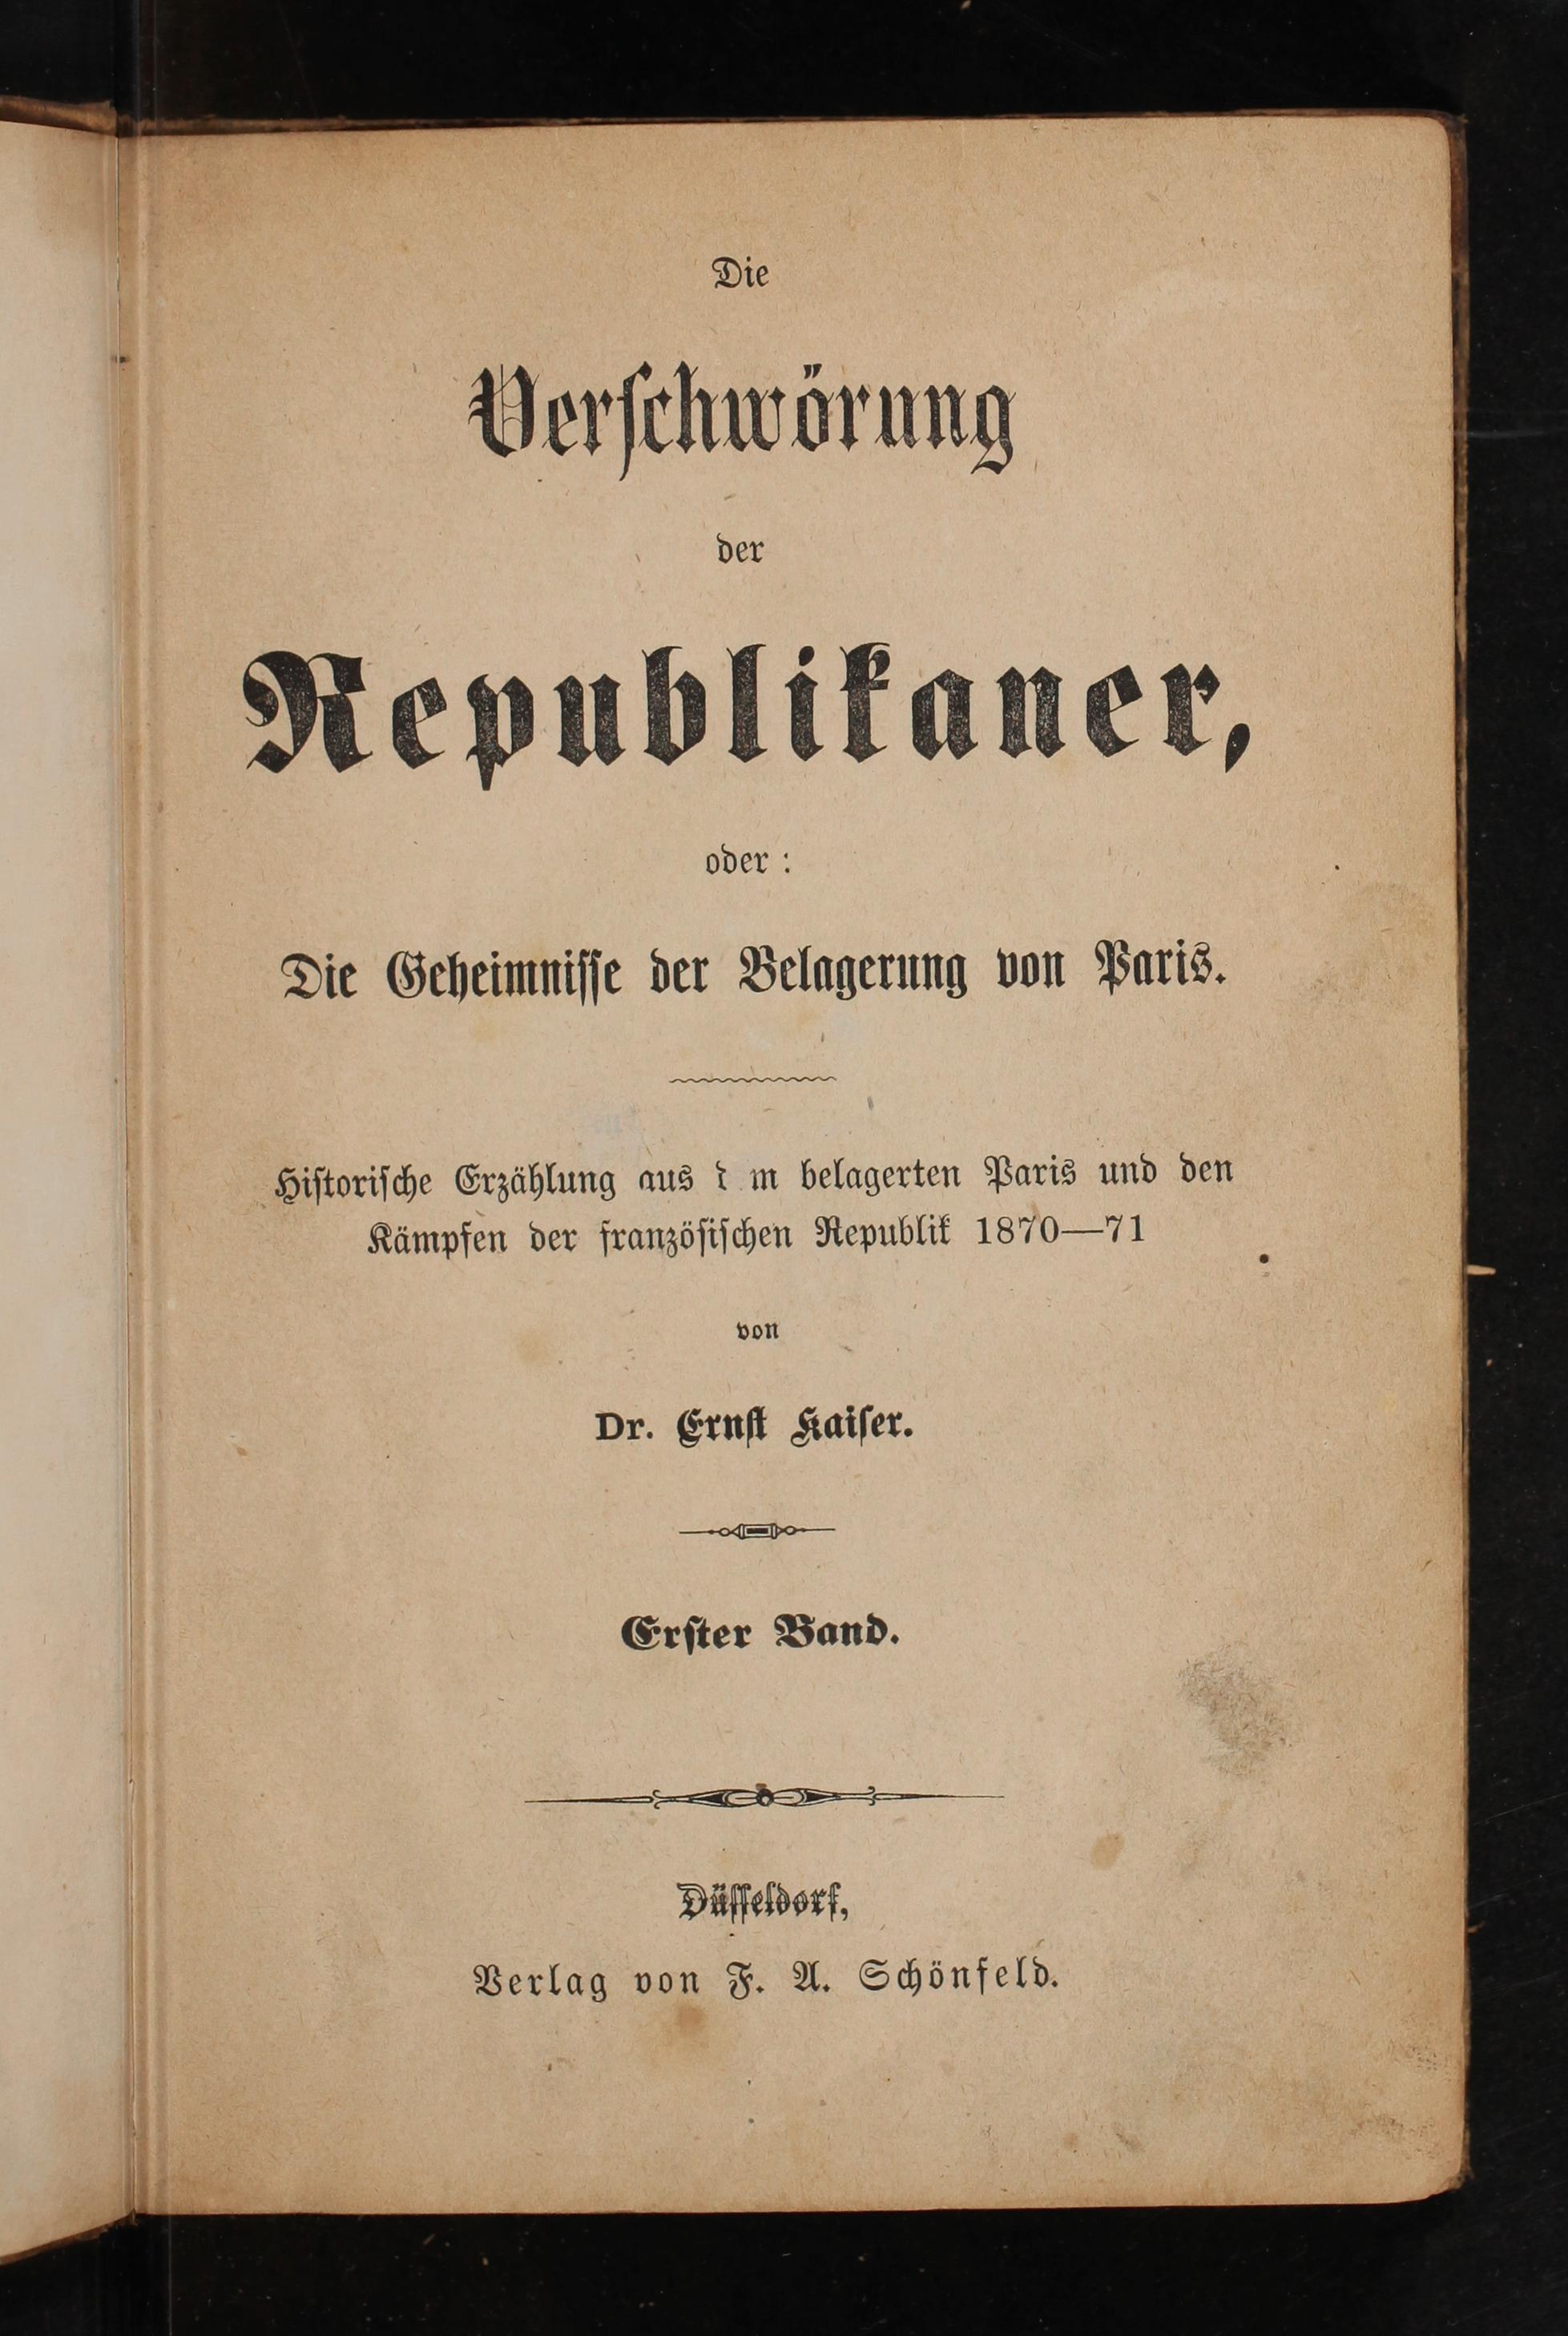 Die
Verschwörung
der
Republikaner,
oder:
Die Geheimnisse der Belagerung von Paris.
Historische Erzählung aus d m belagerten Paris und den
Kämpfen der französischen Republik 1870—71
von
Dr. Ernst Kaiser.
Erster Band.
Düsseldorf,
Verlag von F. A. Schönfeld.